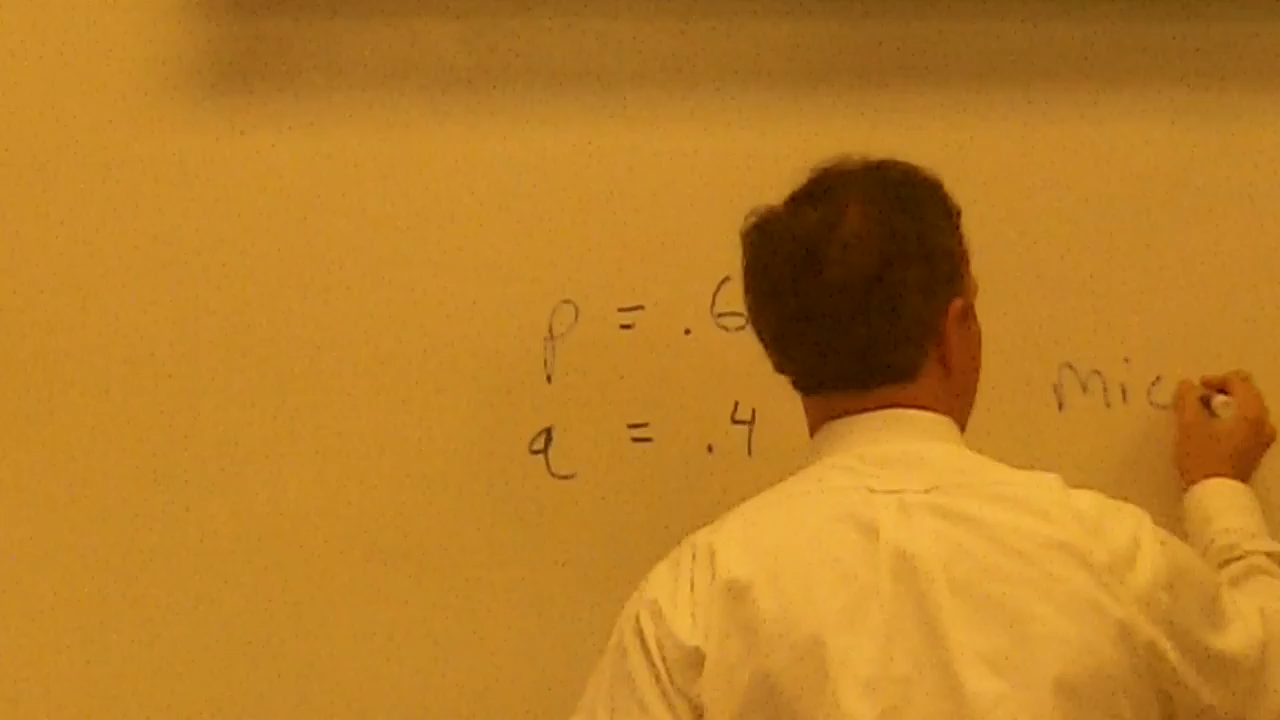 p = .6
q = .4
Mic